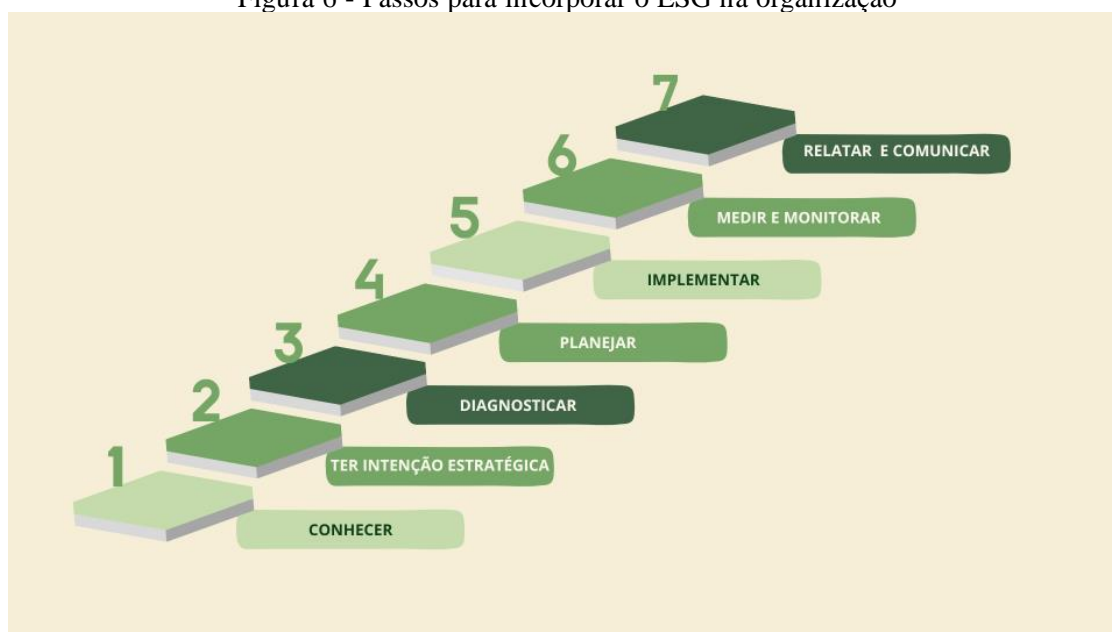 Figura 6 - Passos para incorporar o ESG na organização
7
RELATAR E COMUNICAR
6
MEDIR E MONITORAR
5
IMPLEMENTAR
4
PLANEJAR
3
DIAGNOSTICAR
2
TER INTENÇÃO ESTRATÉGICA
1
CONHECER